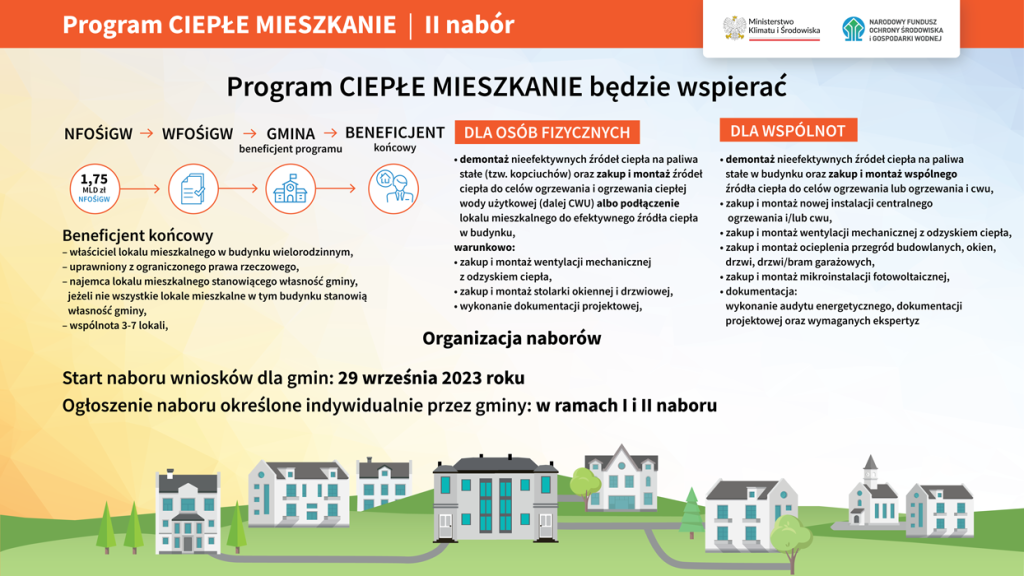 Program CIEPŁE MIESZKANIE | II nabór
Ministerstwo
Klimatu i Środowiska
NARODOWY FUNDUSZ
OCHRONY ŚRODOWISKA
i GOSPODARKI WODNEJ
Program CIEPŁE MIESZKANIE będzie wspierać
NFOŚiGW → WFOŚiGW → GMINA → BENEFICJENT
beneficjent programu
końcowy
1,75
MLD zł
NFOŚiGW
Beneficjent końcowy
– właściciel lokalu mieszkalnego w budynku wielorodzinnym,
– uprawniony z ograniczonego prawa rzeczowego,
– najemca lokalu mieszkalnego stanowiącego własność gminy,
jeżeli nie wszystkie lokale mieszkalne w tym budynku stanowią
własność gminy,
– wspólnota 3-7 lokali,
DLA OSÓB FIZYCZNYCH
• demontaż nieefektywnych źródeł ciepła na paliwa
stałe (tzw. kopciuchów) oraz zakup i montaż źródeł
ciepła do celów ogrzewania i ogrzewania ciepłej
wody użytkowej (dalej CWU) albo podłączenie
lokalu mieszkalnego do efektywnego źródła ciepła
w budynku,
warunkowo:
• zakup i montaż wentylacji mechanicznej
z odzyskiem ciepła,
• zakup i montaż stolarki okiennej i drzwiowej,
• wykonanie dokumentacji projektowej,
DLA WSPÓLNOT
• demontaż nieefektywnych źródeł ciepła na paliwa
stałe w budynku oraz zakup i montaż wspólnego
źródła ciepła do celów ogrzewania lub ogrzewania i cwu,
• zakup i montaż nowej instalacji centralnego
ogrzewania i/lub cwu,
• zakup i montaż wentylacji mechanicznej z odzyskiem ciepła,
• zakup i montaż ocieplenia przegród budowlanych, okien,
drzwi, drzwi/bram garażowych,
• zakup i montaż mikroinstalacji fotowoltaicznej,
• dokumentacja:
wykonanie audytu energetycznego, dokumentacji
projektowej oraz wymaganych ekspertyz
Organizacja naborów
Start naboru wniosków dla gmin: 29 września 2023 roku
Ogłoszenie naboru określone indywidualnie przez gminy: w ramach I i II naboru